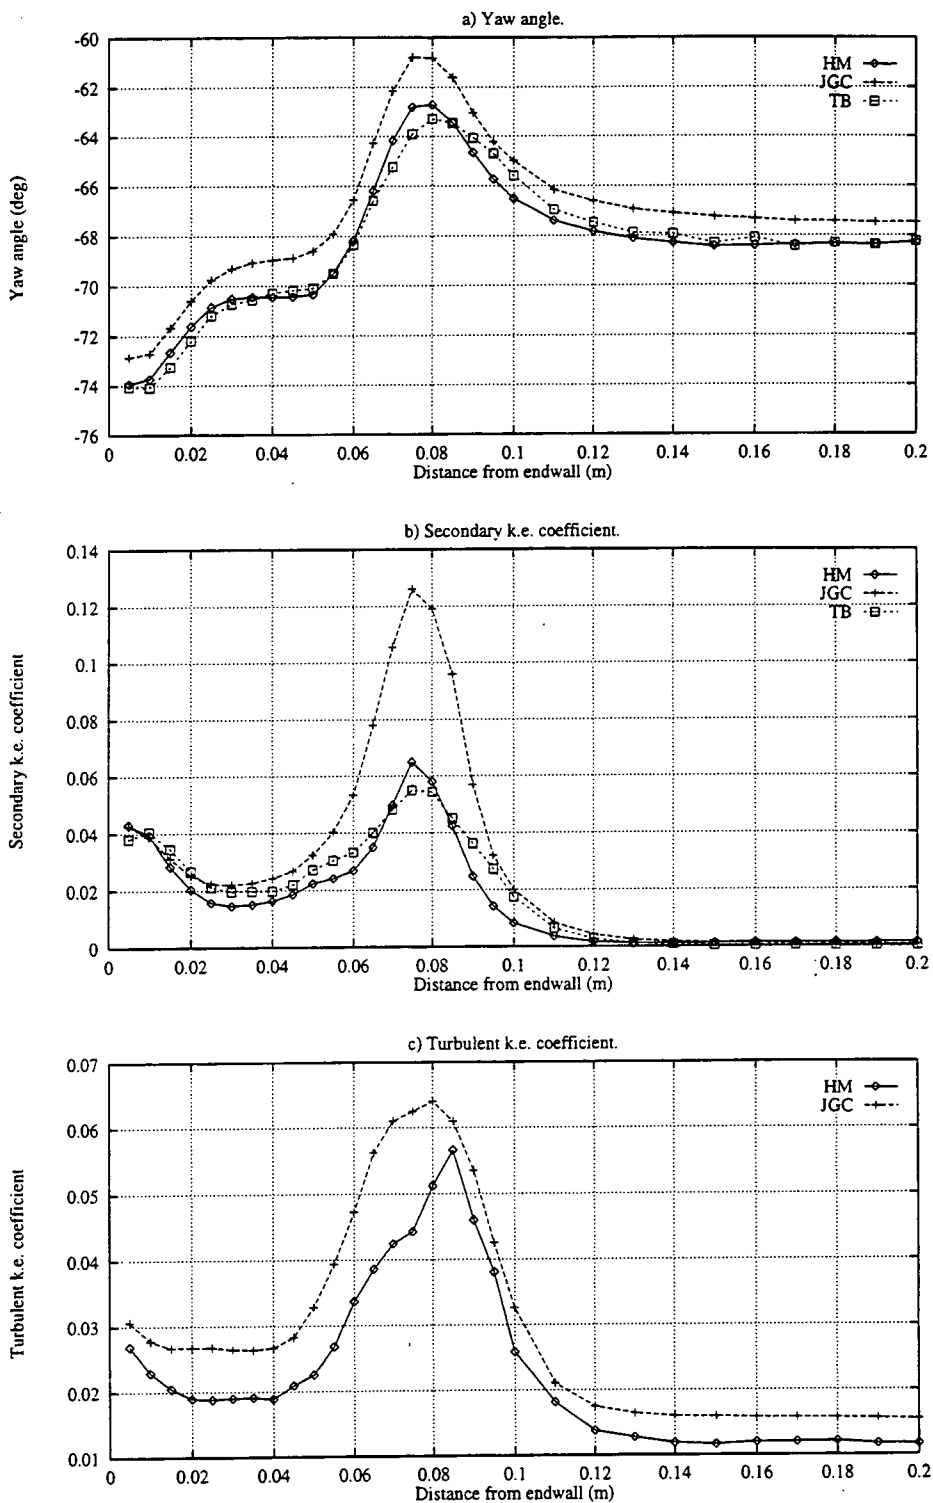 a) Yaw angle.
-60
-62
-64
-66
-68
-70
-72
-74
-76
Yaw angle (deg)
HM
JGC
TB
0 0.02 0.04 0.06 0.08 0.1 0.12 0.14 0.16 0.18 0.2
Distance from endwall (m)
b) Secondary k.e. coefficient.
0.14
0.12
0.1
0.08
0.06
0.04
0.02
0
Secondary k.e. coefficient
HM
JGC
TB
0 0.02 0.04 0.06 0.08 0.1 0.12 0.14 0.16 0.18 0.2
Distance from endwall (m)
c) Turbulent k.e. coefficient.
0.07
0.06
0.05
0.04
0.03
0.02
0.01
Turbulent k.e. coefficient
HM
JGC
0 0.02 0.04 0.06 0.08 0.1 0.12 0.14 0.16 0.18 0.2
Distance from endwall (m)